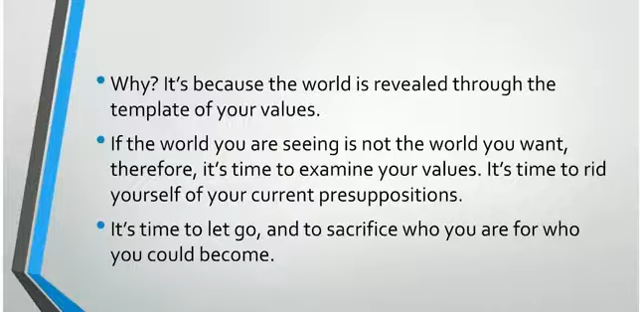 • Why? It's because the world is revealed through the
template of your values.
• If the world you are seeing is not the world you want,
therefore, it's time to examine your values. It's time to rid
yourself of your current presuppositions.
• It's time to let go, and to sacrifice who you are for who
you could become.